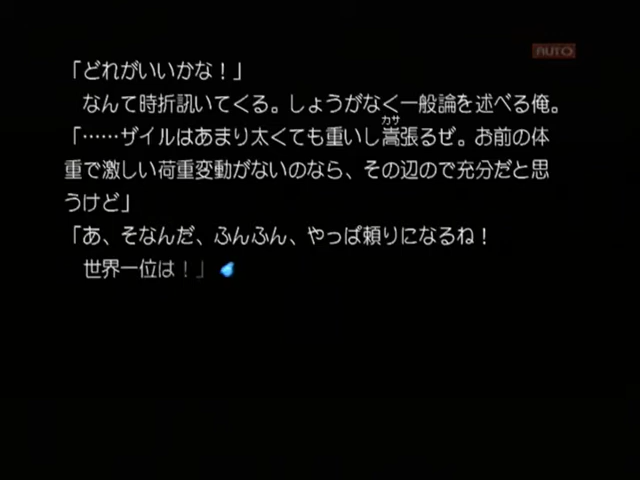 AUTO
「どれがいいかな！」
なんて時折訊いてくる。しょうがなく一般論を述べる俺。
カサ
「……ザイルはあまり太くても重いし嵩張るぜ。お前の体
重で激しい荷重変動がないのなら、その辺ので充分だと思
うけど」
「あ、そなんだ、ふんふん、やっぱ頼りになるね！
世界一位は！」